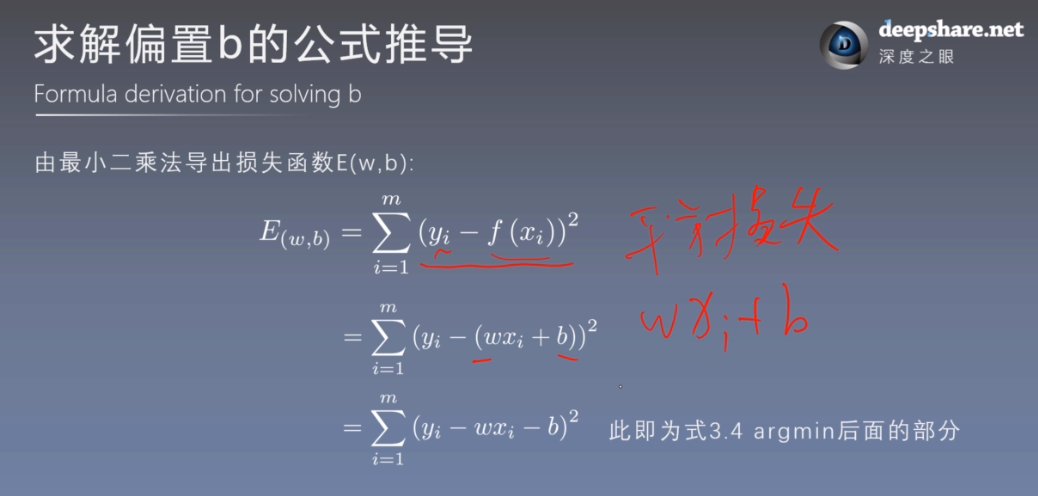 求解偏置b的公式推导
deepshare.net
深度之眼
Formula derivation for solving b
由最小二乘法导出损失函数E(w,b):
E_{(w,b)} = \sum_{i=1}^{m} (y_i - f(x_i))^2
平方损失
= \sum_{i=1}^{m} (y_i - (wx_i + b))^2
wx_i + b
= \sum_{i=1}^{m} (y_i - wx_i - b)^2 此即为式3.4 argmin后面的部分